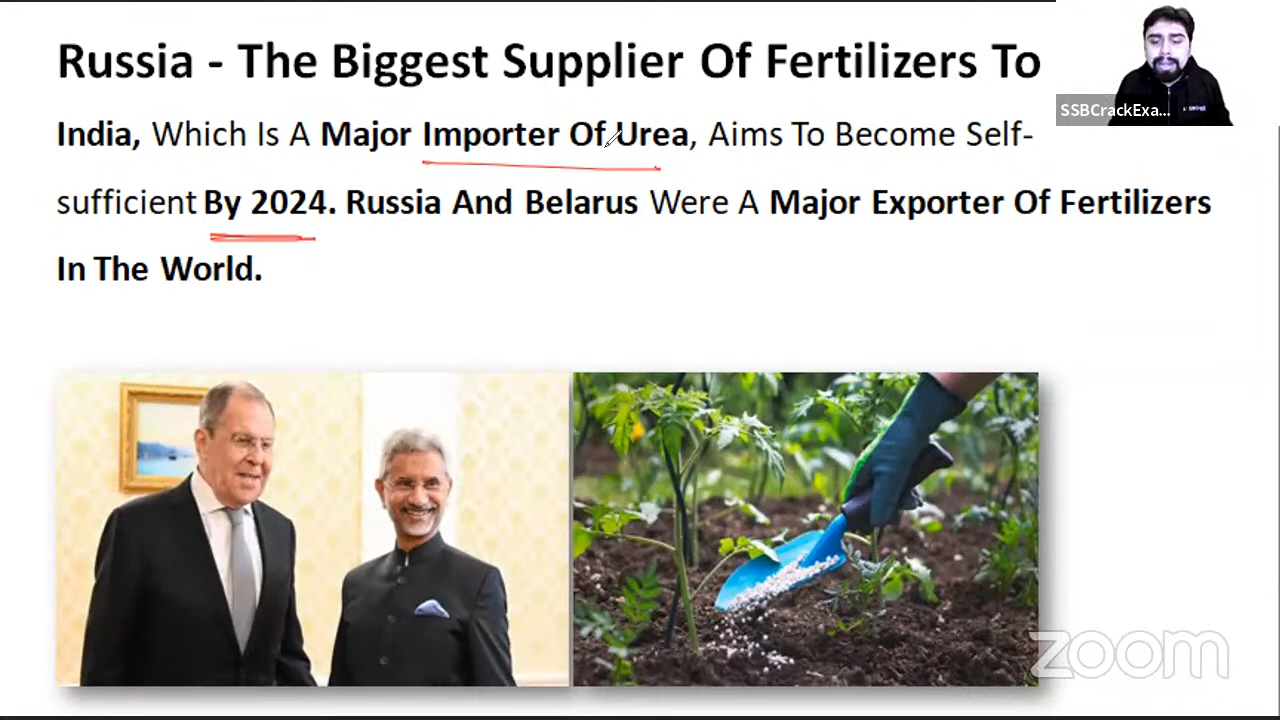 Russia - The Biggest Supplier Of Fertilizers To
SSBCrackExa...
India, Which Is A Major Importer Of Urea, Aims To Become Self-
sufficient By 2024. Russia And Belarus Were A Major Exporter Of Fertilizers
In The World.
zoom